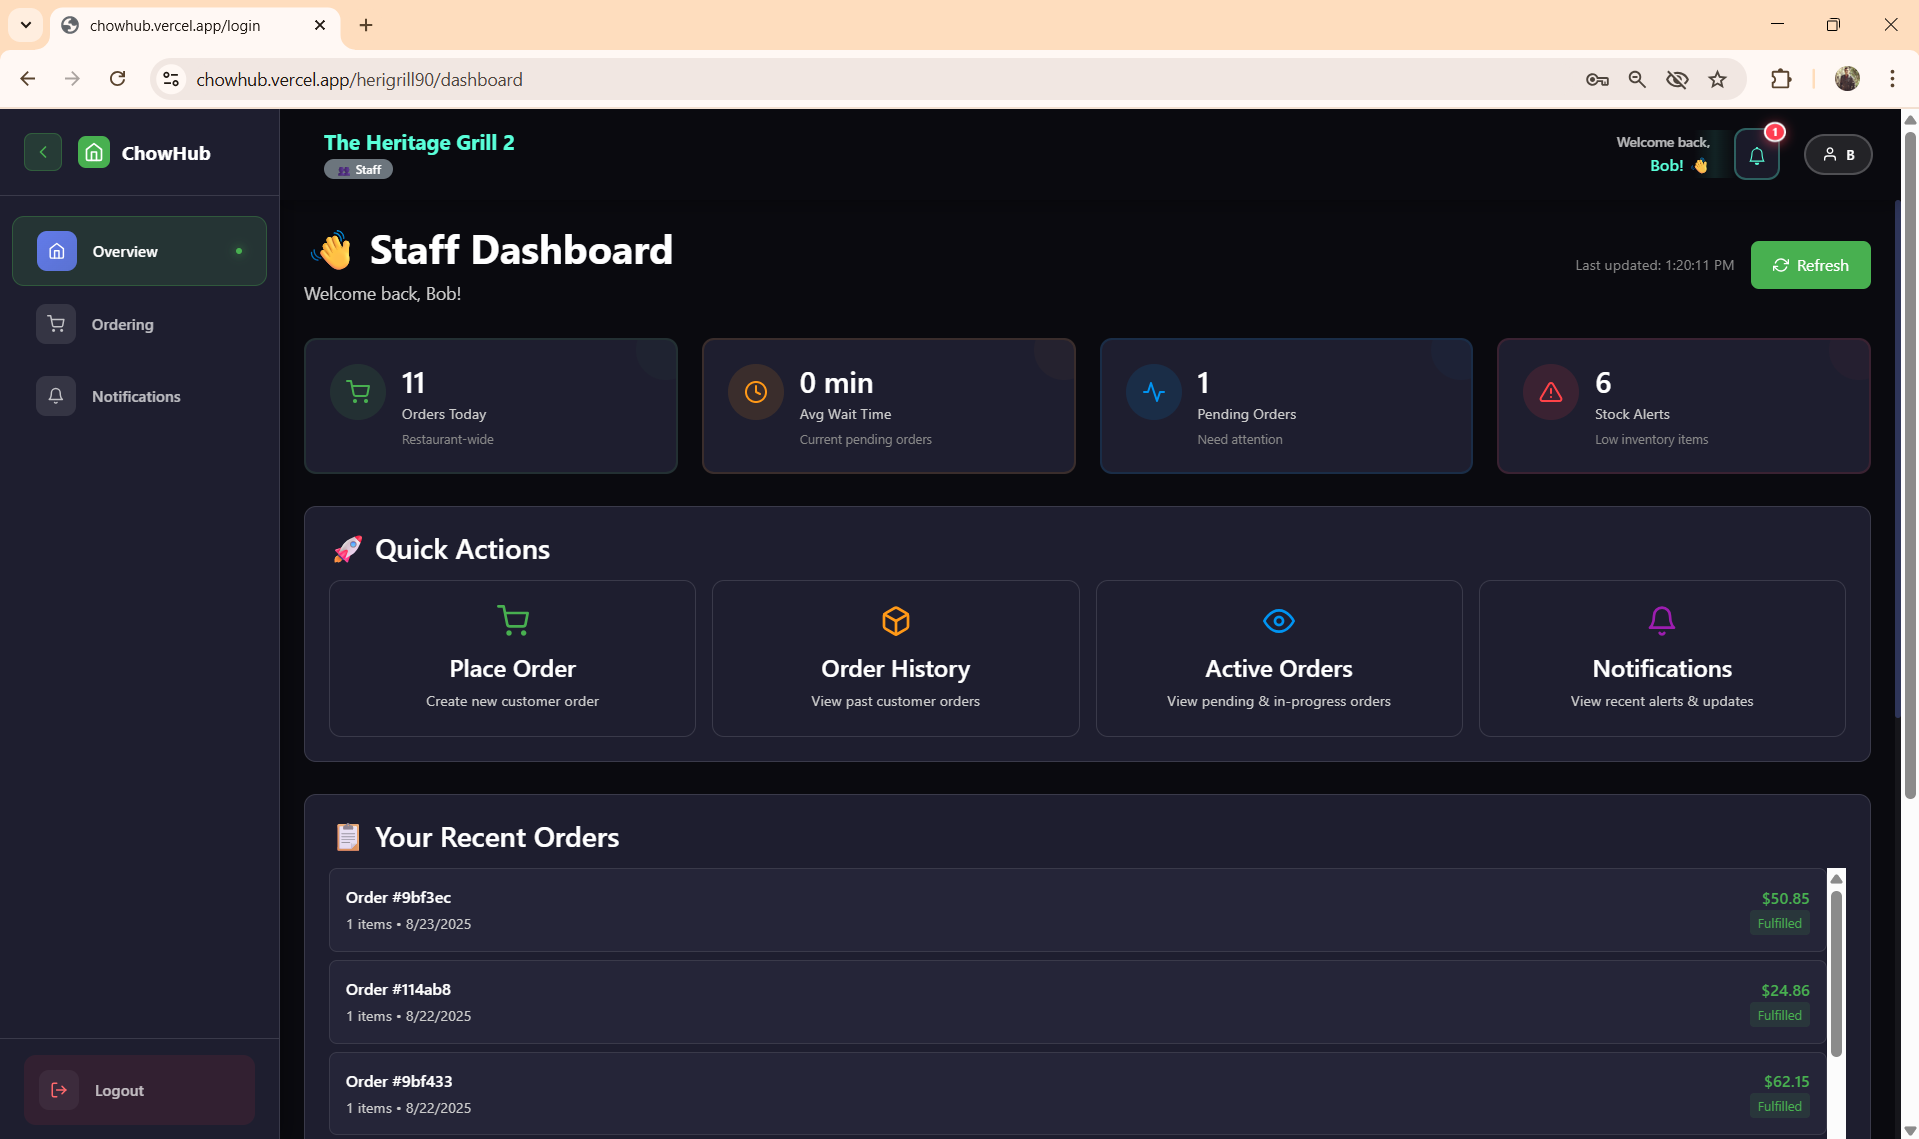 chowhub.vercel.app/login
chowhub.vercel.app/herigrill90/dashboard
ChowHub
The Heritage Grill 2
Staff
Welcome back,
Bob! 👋
1
B
Overview
Ordering
Notifications
Logout
👋 Staff Dashboard
Welcome back, Bob!
Last updated: 1:20:11 PM
Refresh
11
Orders Today
Restaurant-wide
0 min
Avg Wait Time
Current pending orders
1
Pending Orders
Need attention
6
Stock Alerts
Low inventory items
🚀 Quick Actions
Place Order
Create new customer order
Order History
View past customer orders
Active Orders
View pending & in-progress orders
Notifications
View recent alerts & updates
📋 Your Recent Orders
Order #9bf3ec
1 items • 8/23/2025
$50.85
Fulfilled
Order #114ab8
1 items • 8/22/2025
$24.86
Fulfilled
Order #9bf433
1 items • 8/22/2025
$62.15
Fulfilled